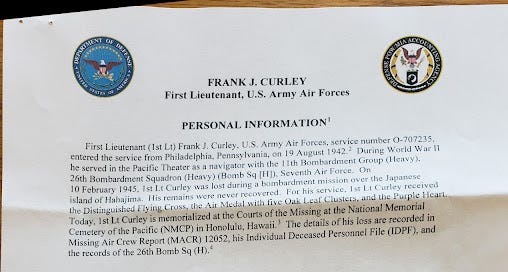 DEPARTMENT OF DEFENSE
UNITED STATES OF AMERICA
FRANK J. CURLEY
First Lieutenant, U.S. Army Air Forces
PERSONAL INFORMATION1
First Lieutenant (1st Lt) Frank J. Curley, U.S. Army Air Forces, service number O-707235,
entered the service from Philadelphia, Pennsylvania, on 19 August 1942.2 During World War II
he served in the Pacific Theater as a navigator with the 11th Bombardment Group (Heavy),
26th Bombardment Squadron (Heavy) (Bomb Sq [H]), Seventh Air Force. On
10 February 1945, 1st Lt Curley was lost during a bombardment mission over the Japanese
island of Hahajima. His remains were never recovered. For his service, 1st Lt Curley received
the Distinguished Flying Cross, the Air Medal with five Oak Leaf Clusters, and the Purple Heart.
Today, 1st Lt Curley is memorialized at the Courts of the Missing at the National Memorial
Cemetery of the Pacific (NMCP) in Honolulu, Hawaii.3 The details of his loss are recorded in
Missing Air Crew Report (MACR) 12052, his Individual Deceased Personnel File (IDPF), and
the records of the 26th Bomb Sq (H).4